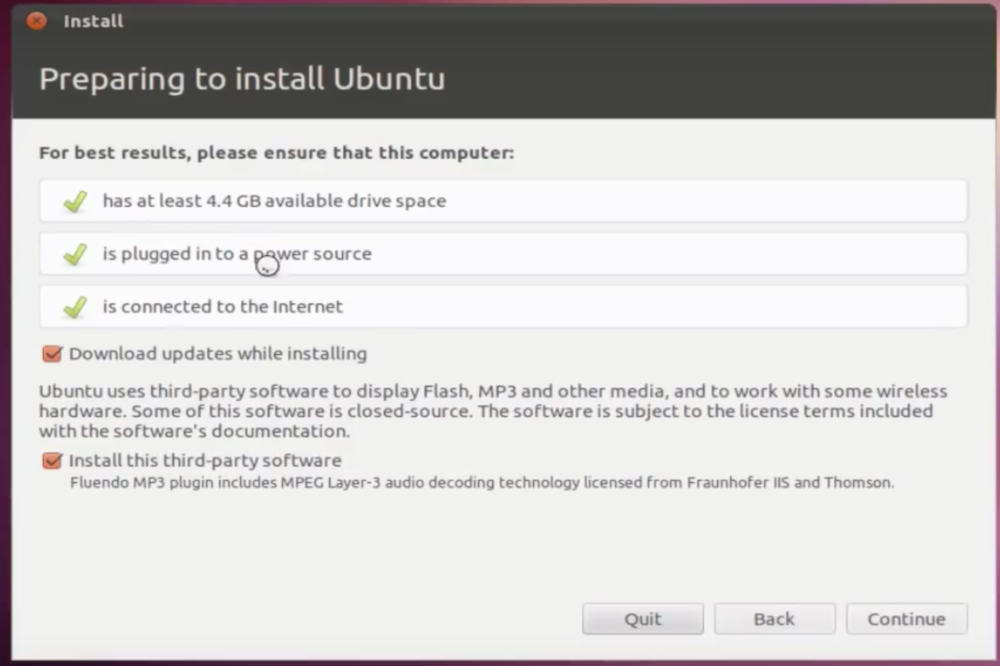 Install
Preparing to install Ubuntu
For best results, please ensure that this computer:
has at least 4.4 GB available drive space
is plugged in to a power source
is connected to the Internet
Download updates while installing
Ubuntu uses third-party software to display Flash, MP3 and other media, and to work with some wireless
hardware. Some of this software is closed-source. The software is subject to the license terms included
with the software's documentation.
Install this third-party software
Fluendo MP3 plugin includes MPEG Layer-3 audio decoding technology licensed from Fraunhofer IIS and Thomson.
Quit
Back
Continue